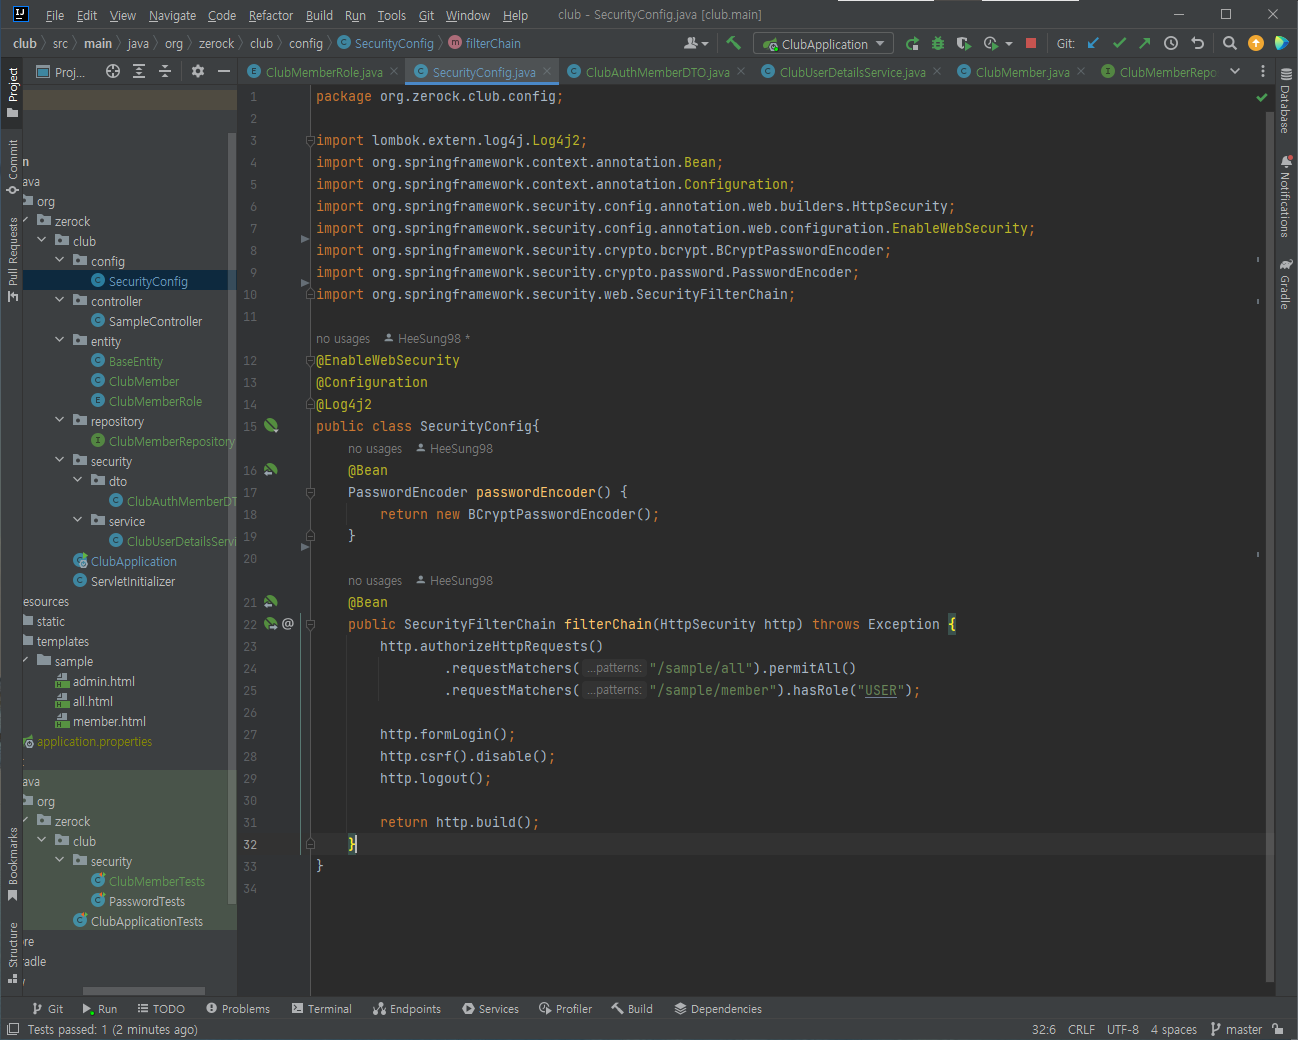 File Edit View Navigate Code Refactor Build Run Tools Git Window Help club - SecurityConfig.java [club.main]
club src main java org zerock club config SecurityConfig filterChain ClubApplication Git:
Project
Commit
Pull Requests
Bookmarks
Structure
Proj...
ava
org
zerock
club
config
SecurityConfig
controller
SampleController
entity
BaseEntity
ClubMember
ClubMemberRole
repository
ClubMemberRepository
security
dto
ClubAuthMemberDT
service
ClubUserDetailsServi
ClubApplication
ServletInitializer
esources
static
templates
sample
admin.html
all.html
member.html
application.properties
ava
org
zerock
club
security
ClubMemberTests
PasswordTests
ClubApplicationTests
adle
ClubMemberRole.java SecurityConfig.java ClubAuthMemberDTO.java ClubUserDetailsService.java ClubMember.java ClubMemberRepo
1 package org.zerock.club.config;
2
3 import lombok.extern.log4j.Log4j2;
4 import org.springframework.context.annotation.Bean;
5 import org.springframework.context.annotation.Configuration;
6 import org.springframework.security.config.annotation.web.builders.HttpSecurity;
7 import org.springframework.security.config.annotation.web.configuration.EnableWebSecurity;
8 import org.springframework.security.crypto.bcrypt.BCryptPasswordEncoder;
9 import org.springframework.security.crypto.password.PasswordEncoder;
10 import org.springframework.security.web.SecurityFilterChain;
11
no usages HeeSung98 *
12 @EnableWebSecurity
13 @Configuration
14 @Log4j2
15 public class SecurityConfig{
no usages HeeSung98
16 @Bean
17 PasswordEncoder passwordEncoder() {
18 return new BCryptPasswordEncoder();
19 }
20
no usages HeeSung98
21 @Bean
22 @ public SecurityFilterChain filterChain(HttpSecurity http) throws Exception {
23 http.authorizeHttpRequests()
24 .requestMatchers( ...patterns: "/sample/all").permitAll()
25 .requestMatchers( ...patterns: "/sample/member").hasRole("USER");
26
27 http.formLogin();
28 http.csrf().disable();
29 http.logout();
30
31 return http.build();
32 }
33 }
34
Database
Notifications
Gradle
Git Run TODO Problems Terminal Endpoints Services Profiler Build Dependencies
Tests passed: 1 (2 minutes ago) 32:6 CRLF UTF-8 4 spaces master